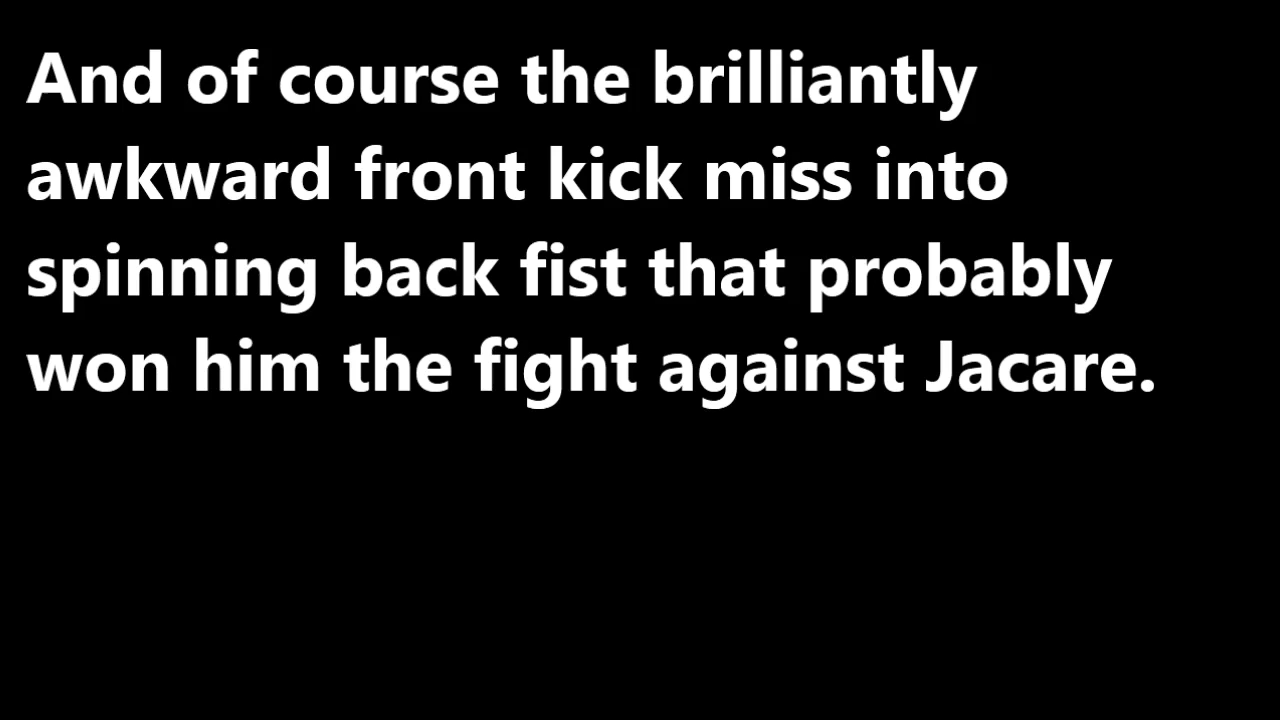 And of course the brilliantly
awkward front kick miss into
spinning back fist that probably
won him the fight against Jacare.